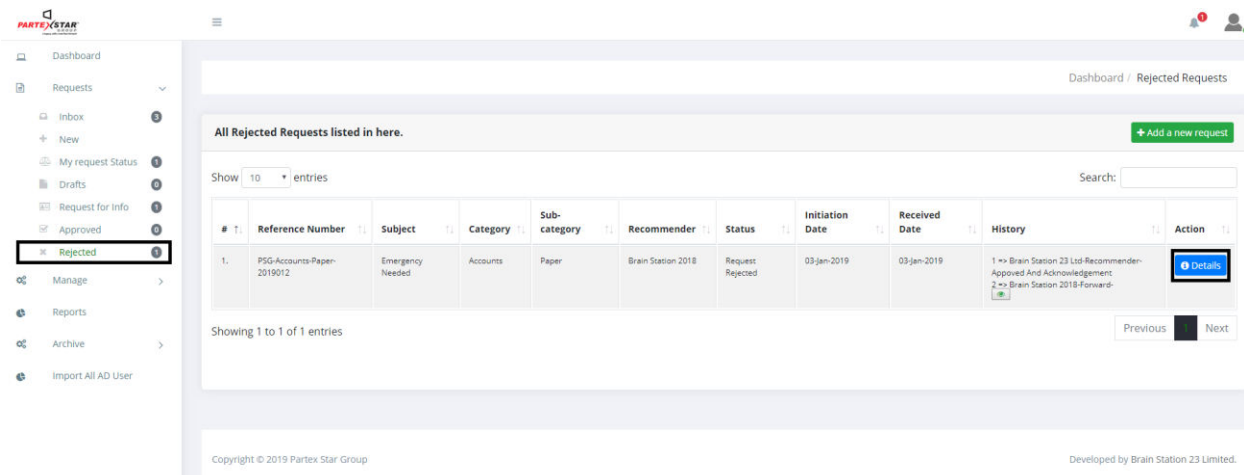 PARTEX STAR
GROUP
1
Dashboard
Requests
Inbox 3
New
My request Status 1
Drafts 0
Request for Info 1
Approved 0
Rejected 1
Manage
Reports
Archive
Import All AD User
Dashboard / Rejected Requests
All Rejected Requests listed in here.
+ Add a new request
Show 10 entries
Search:
# Reference Number Subject Category Sub-category Recommender Status Initiation Date Received Date History Action
1. PSG-Accounts-Paper-2019012 Emergency Needed Accounts Paper Brain Station 2018 Request Rejected 03-Jan-2019 03-Jan-2019
1 => Brain Station 23 Ltd-Recommender-
Appoved And Acknowledgement
2 => Brain Station 2018-Forward-
Details
Showing 1 to 1 of 1 entries
Previous 1 Next
Copyright © 2019 Partex Star Group
Developed by Brain Station 23 Limited.